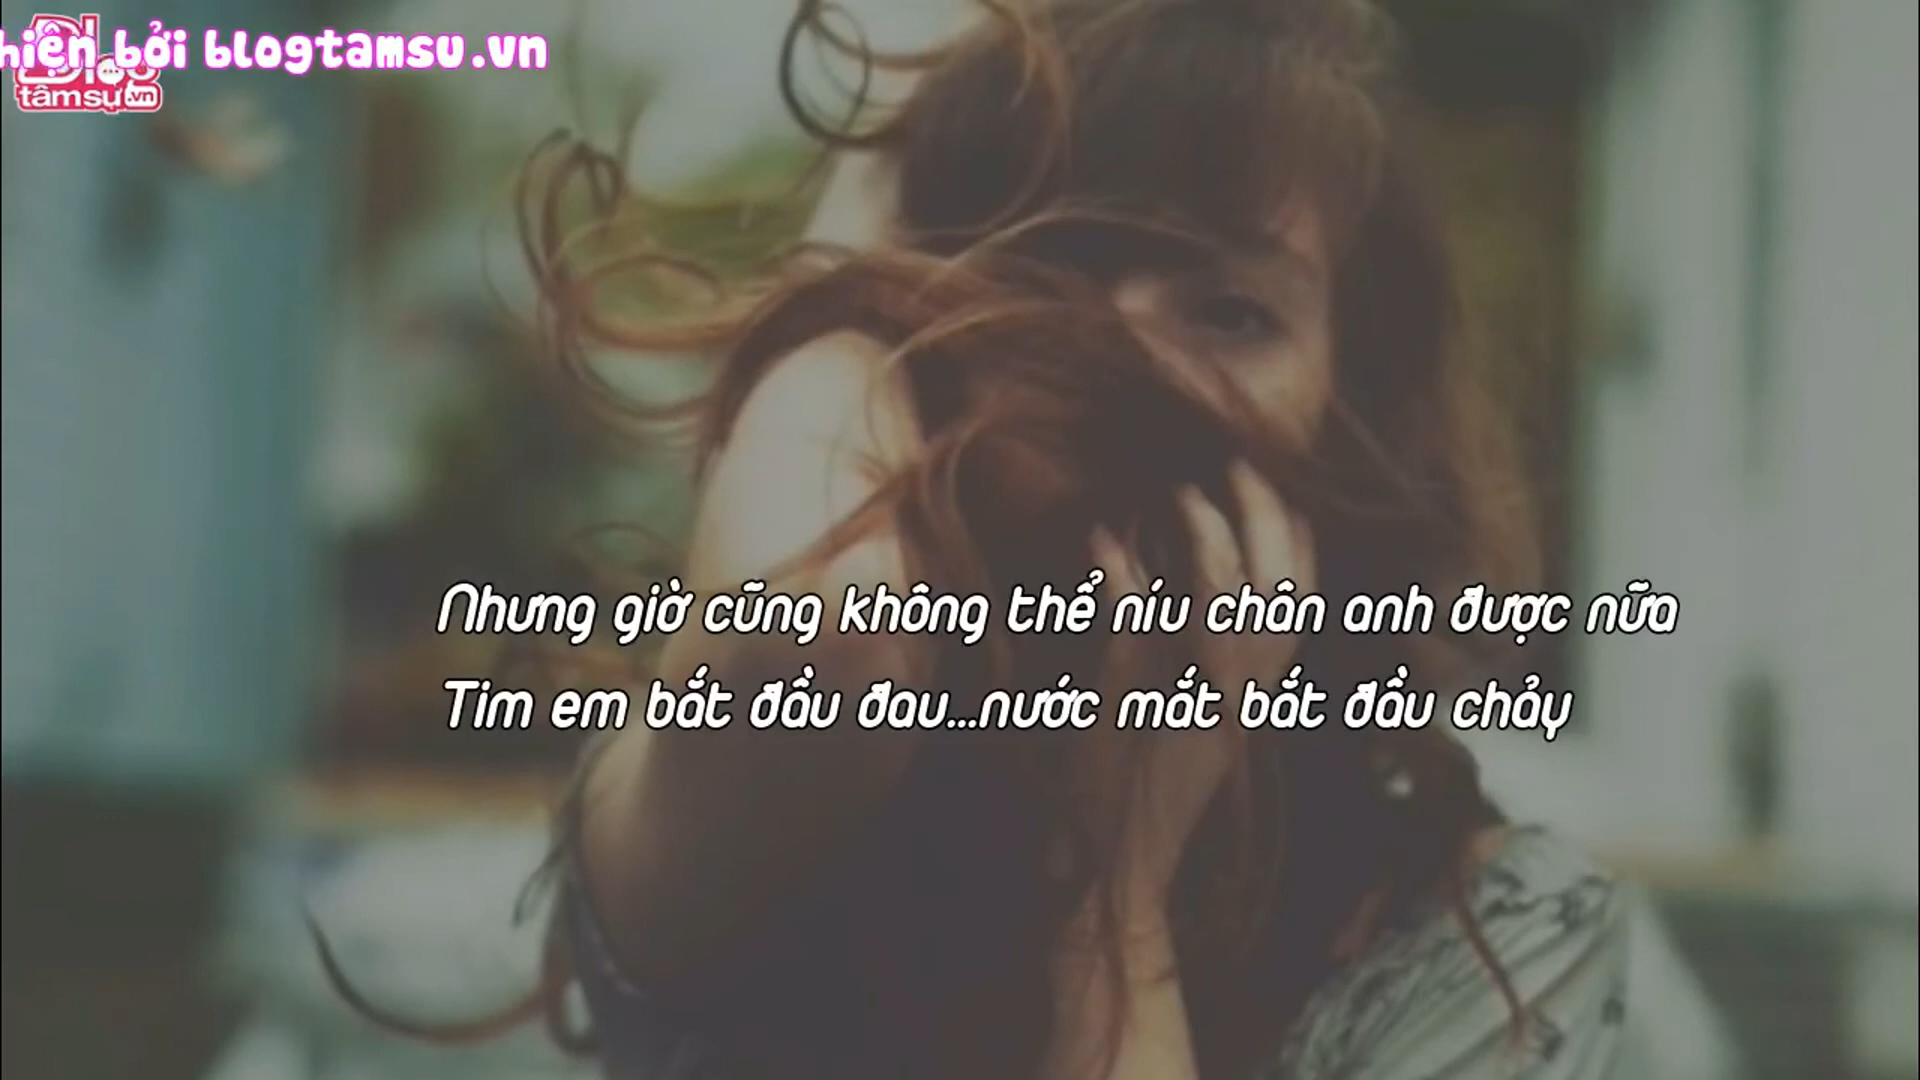 hiện bởi blogtamsu.vn
Blog
tâmsự.vn
Nhưng giờ cũng không thể níu chân anh được nữa
Tim em bắt đầu đau...nước mắt bắt đầu chảy